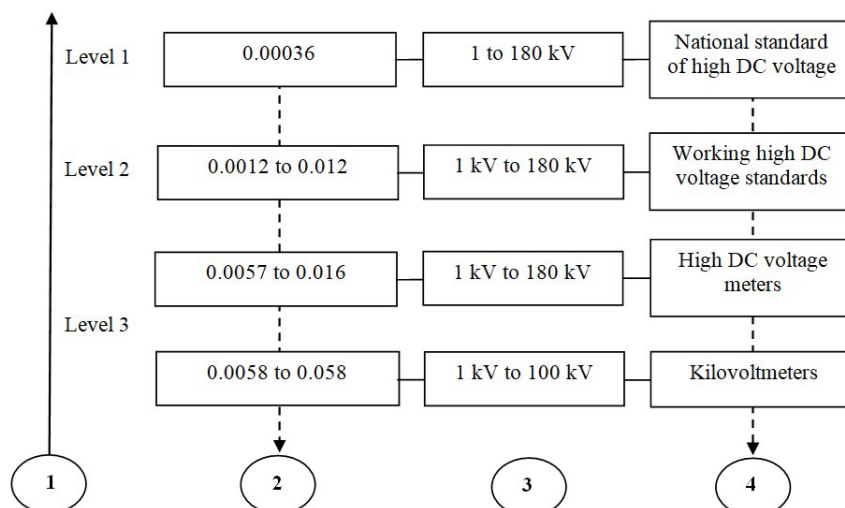 Level 1
0.00036
1 to 180 kV
National standard
of high DC voltage
Level 2
0.0012 to 0.012
1 kV to 180 kV
Working high DC
voltage standards
0.0057 to 0.016
1 kV to 180 kV
High DC voltage
meters
Level 3
0.0058 to 0.058
1 kV to 100 kV
Kilovoltmeters
1
2
3
4